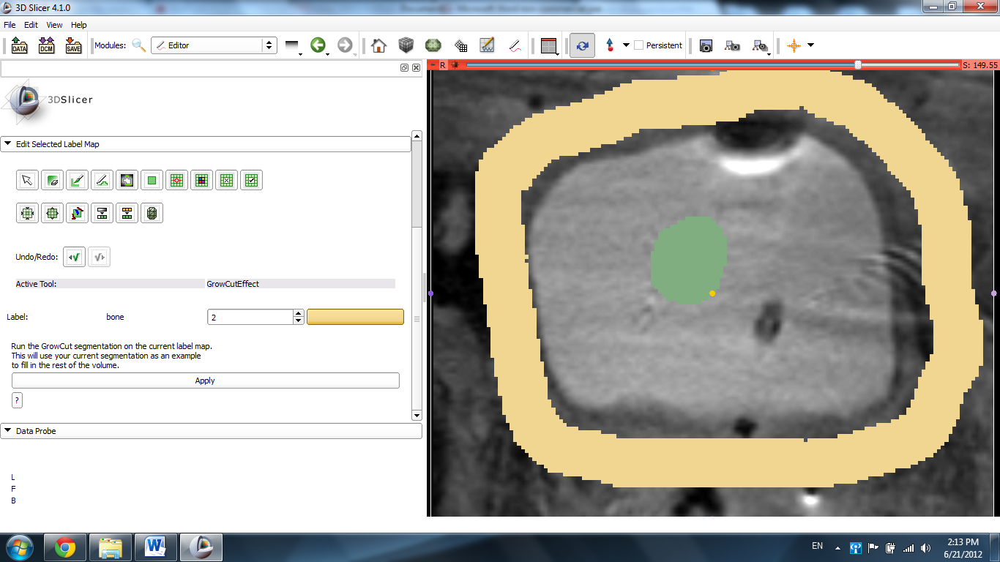 3D Slicer 4.1.0
File Edit View Help
DATA DCM SAVE Modules: Editor Persistent
R S: 149.55
3DSlicer
Edit Selected Label Map
Undo/Redo:
Active Tool: GrowCutEffect
Label: bone 2
Run the GrowCut segmentation on the current label map.
This will use your current segmentation as an example
to fill in the rest of the volume.
Apply
?
Data Probe
L
F
B
EN 2:13 PM
6/21/2012